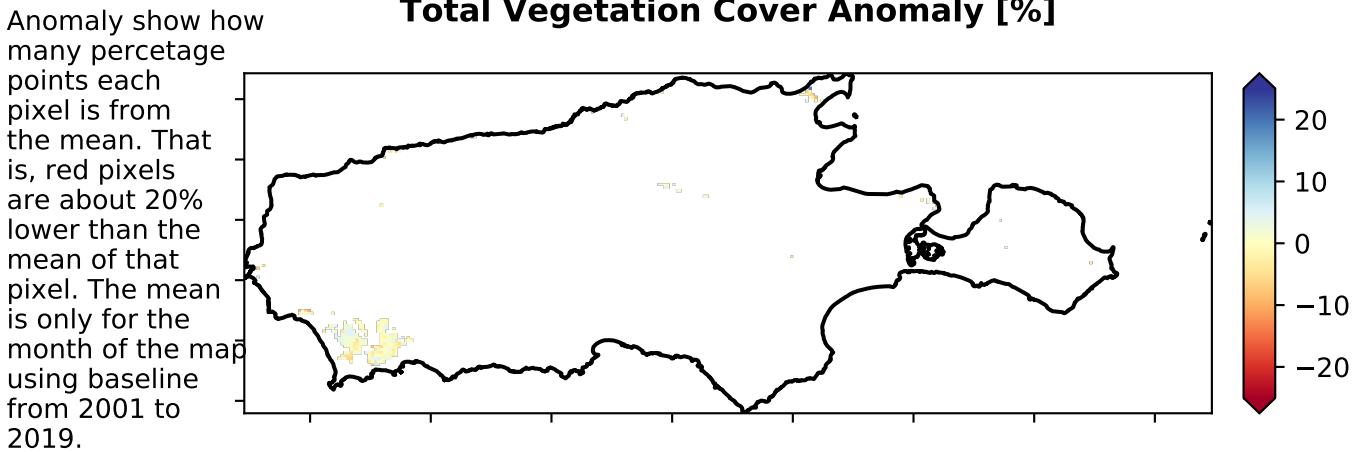 Total Vegetation Cover Anomaly [%]
Anomaly show how
many percetage
points each
pixel is from
the mean. That
is, red pixels
are about 20%
lower than the
mean of that
pixel. The mean
is only for the
month of the map
using baseline
from 2001 to
2019.
20
10
0
−10
−20